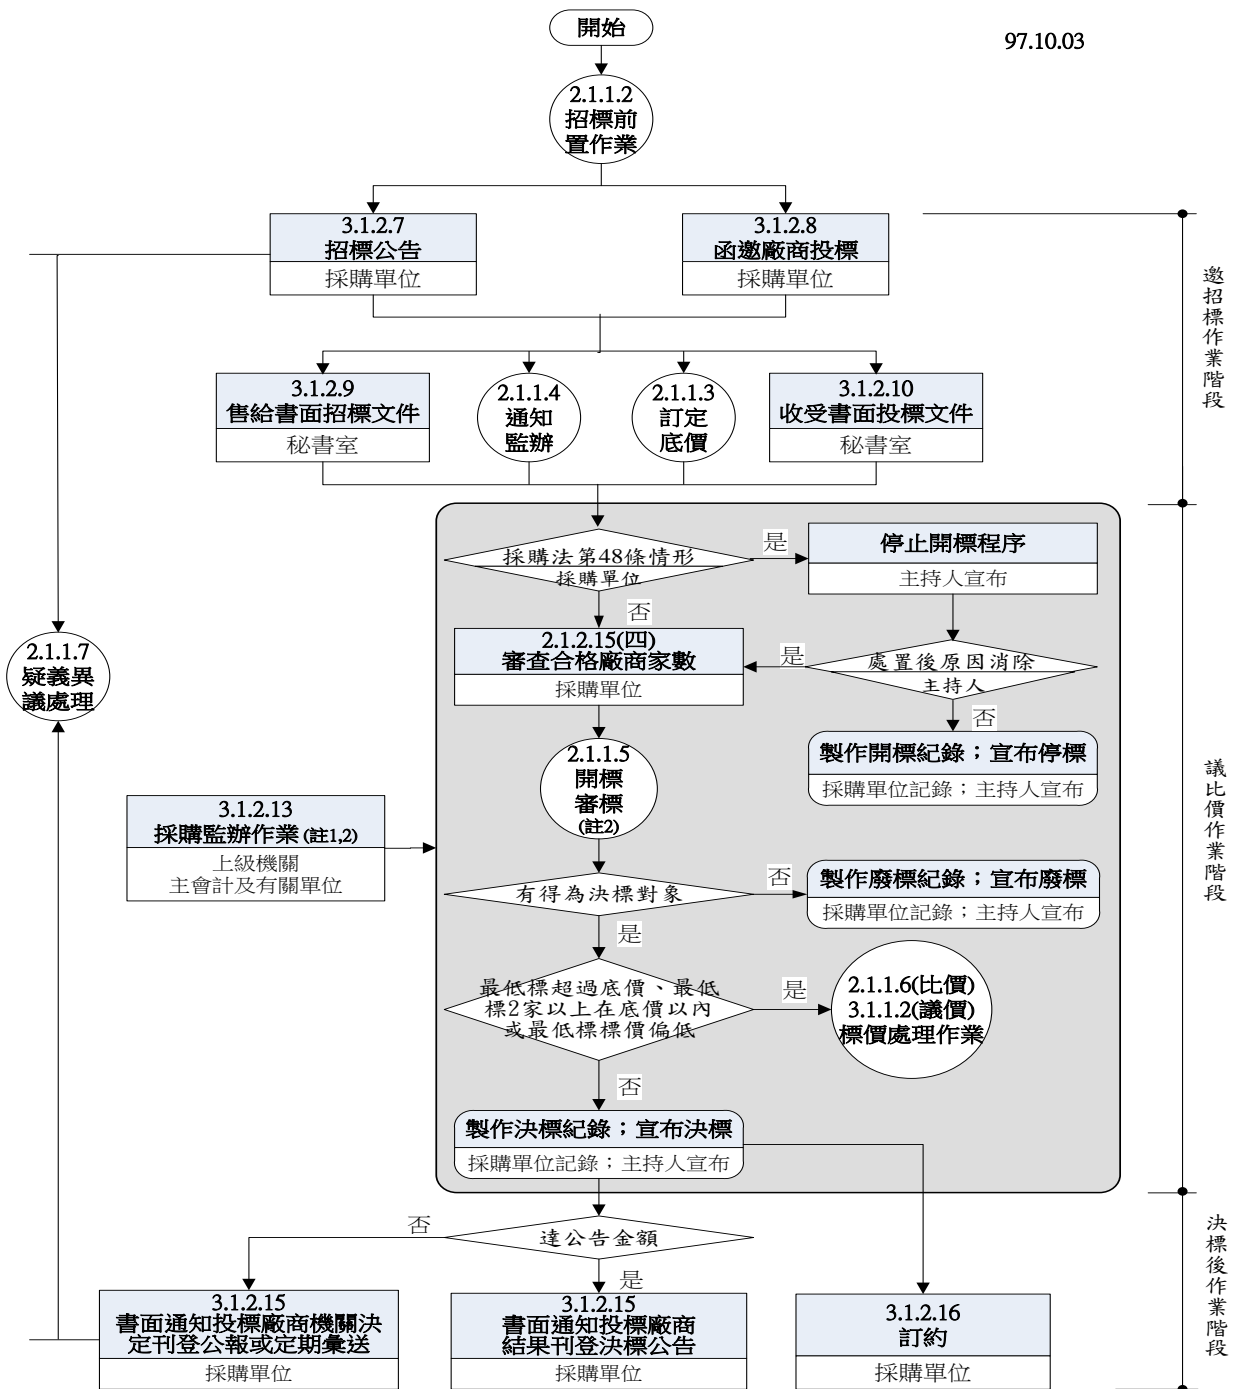 開始
97.10.03
2.1.1.2
招標前
置作業
3.1.2.7
招標公告
採購單位
3.1.2.8
函邀廠商投標
採購單位
邀招標作業階段
3.1.2.9
售給書面招標文件
秘書室
2.1.1.4
通知
監辦
2.1.1.3
訂定
底價
3.1.2.10
收受書面投標文件
秘書室
採購法第48條情形
採購單位
是
停止開標程序
主持人宣布
否
2.1.1.7
疑義異
議處理
2.1.2.15(四)
審查合格廠商家數
採購單位
是
處置後原因消除
主持人
否
2.1.1.5
開標
審標
(註2)
製作開標紀錄；宣布停標
採購單位記錄；主持人宣布
議比價作業階段
3.1.2.13
採購監辦作業(註1,2)
上級機關
主會計及有關單位
有得為決標對象
否
製作廢標紀錄；宣布廢標
採購單位記錄；主持人宣布
是
最低標超過底價、最低
標2家以上在底價以內
或最低標標價偏低
是
2.1.1.6(比價)
3.1.1.2(議價)
標價處理作業
否
製作決標紀錄；宣布決標
採購單位記錄；主持人宣布
否
達公告金額
是
決標後作業階段
3.1.2.15
書面通知投標廠商機關決
定刊登公報或定期彙送
採購單位
3.1.2.15
書面通知投標廠商
結果刊登決標公告
採購單位
3.1.2.16
訂約
採購單位